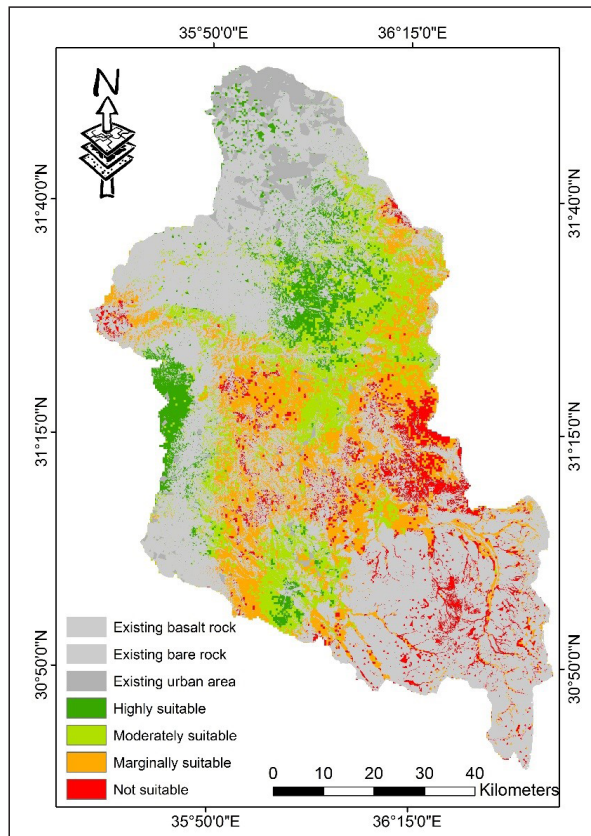 35°50'0"E 36°15'0"E
N
31°40'0"N 31°40'0"N
31°15'0"N 31°15'0"N
30°50'0"N 30°50'0"N
Existing basalt rock
Existing bare rock
Existing urban area
Highly suitable
Moderately suitable
Marginally suitable
Not suitable
0 10 20 30 40
Kilometers
35°50'0"E 36°15'0"E